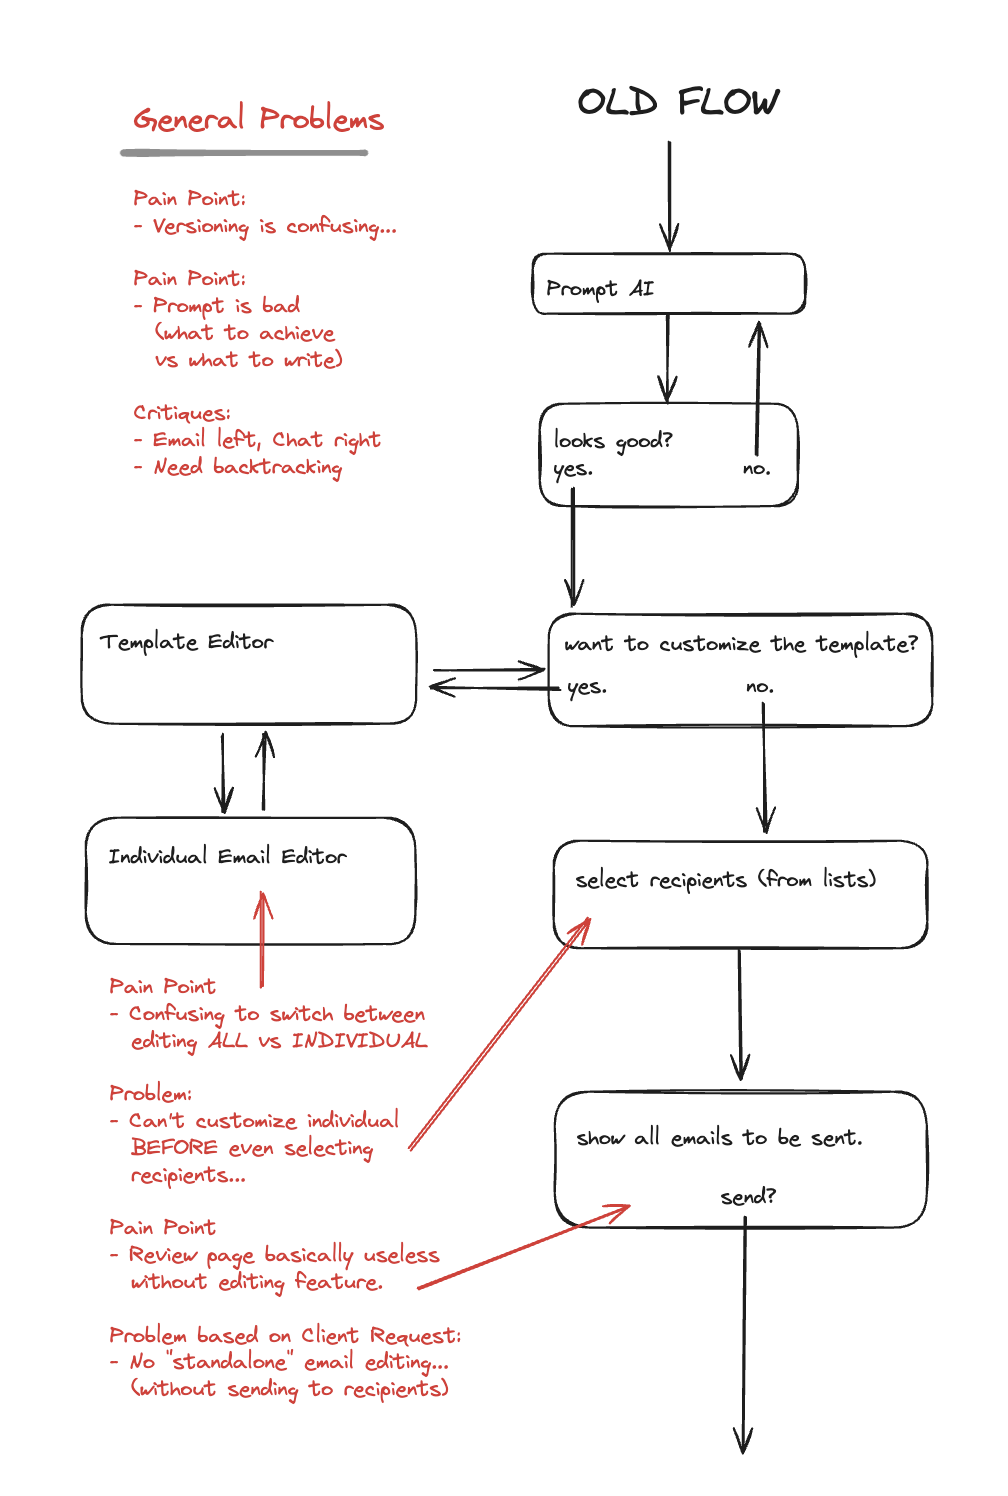 OLD FLOW
General Problems
Pain Point:
- Versioning is confusing...
Pain Point:
- Prompt is bad
(what to achieve
vs what to write)
Critiques:
- Email left, Chat right
- Need backtracking
Prompt AI
looks good?
yes. no.
want to customize the template?
yes. no.
Template Editor
Individual Email Editor
select recipients (from lists)
show all emails to be sent.
send?
Pain Point
- Confusing to switch between
editing ALL vs INDIVIDUAL
Problem:
- Can't customize individual
BEFORE even selecting
recipients...
Pain Point
- Review page basically useless
without editing feature.
Problem based on Client Request:
- No "standalone" email editing...
(without sending to recipients)